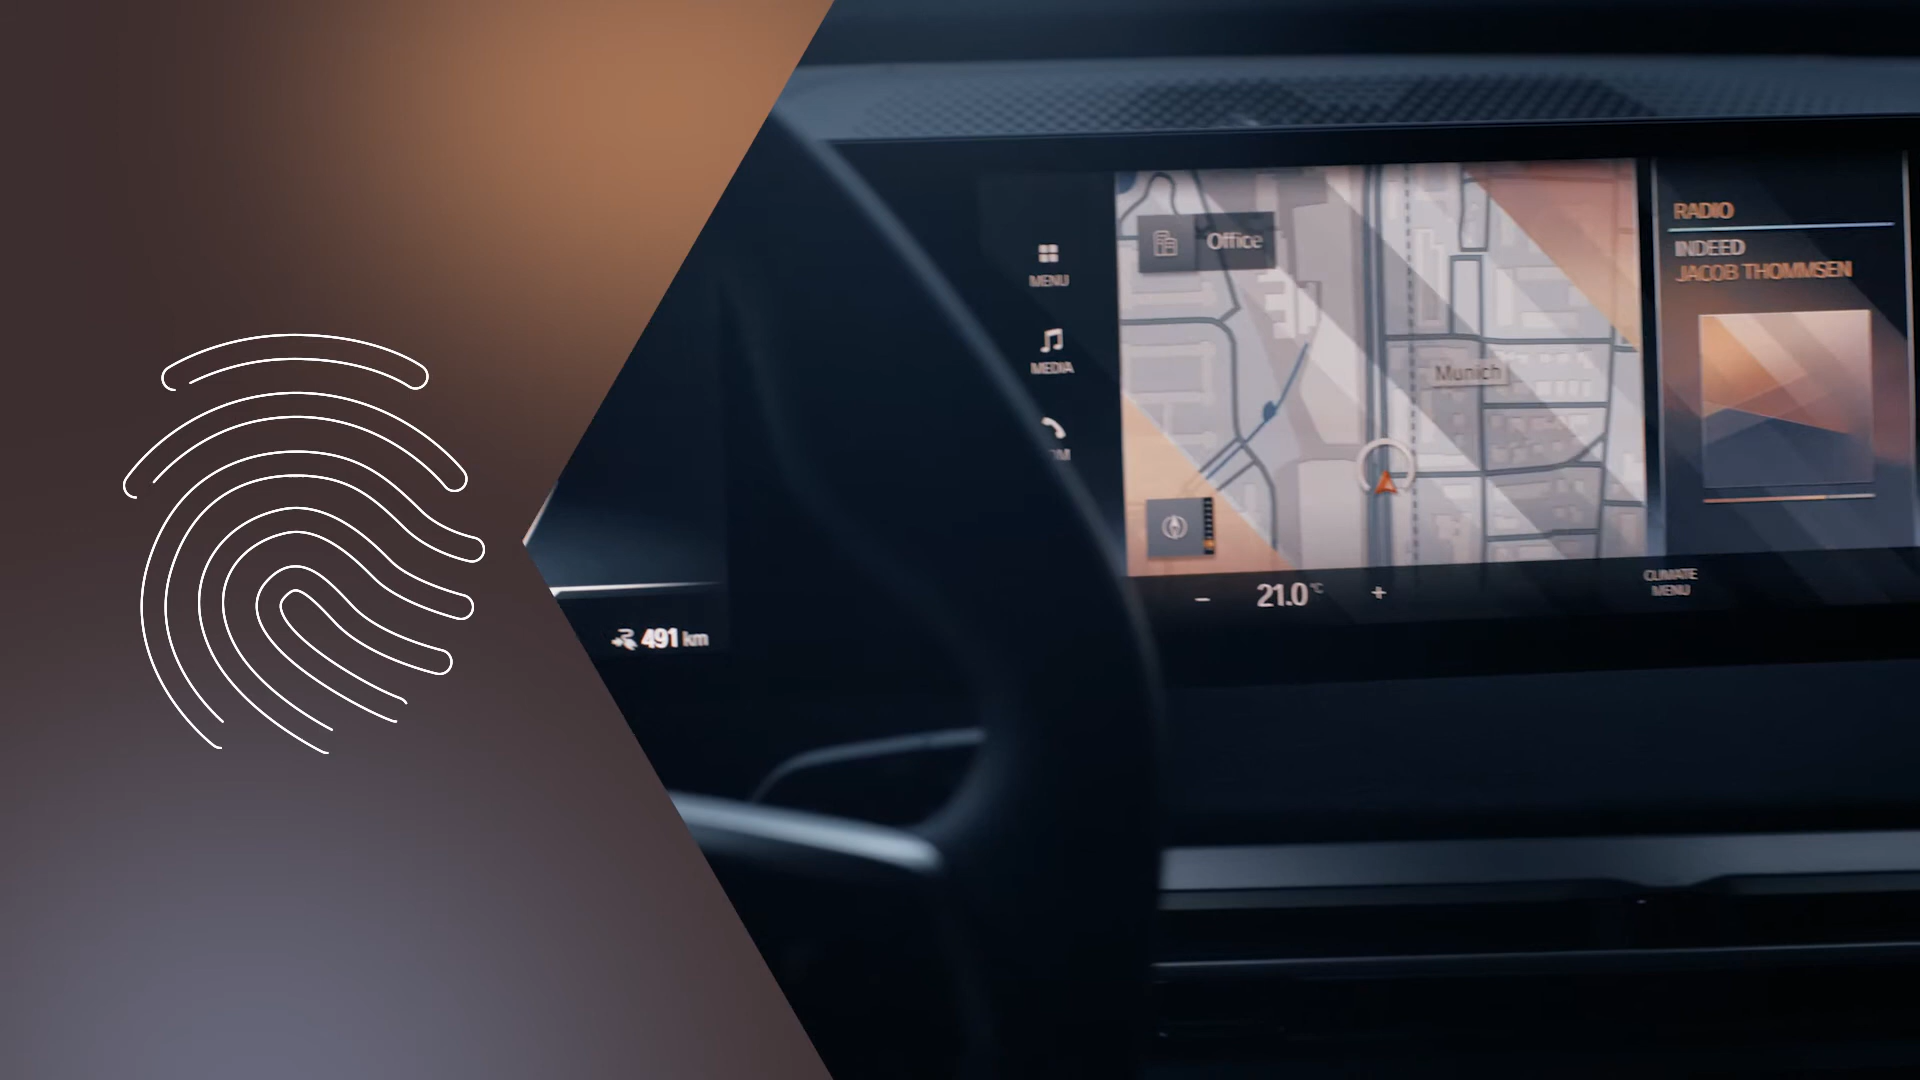 MENU
MEDIA
Office
Munich
RADIO
INDEED
JACOB THOMMSEN
491 km
− 21.0 °C +
CLIMATE
MENU